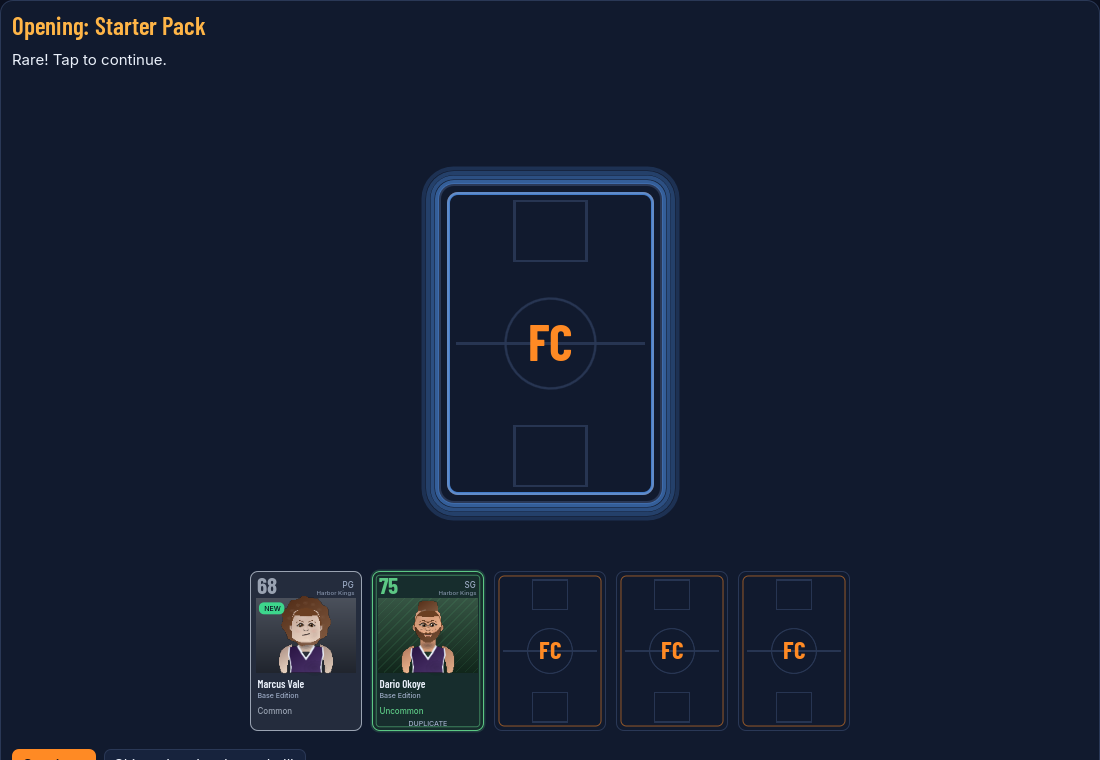 Opening: Starter Pack
Rare! Tap to continue.
FC
68
PG
Harbor Kings
NEW
Marcus Vale
Base Edition
Common
75
SG
Harbor Kings
Dario Okoye
Base Edition
Uncommon
DUPLICATE
FC
FC
FC